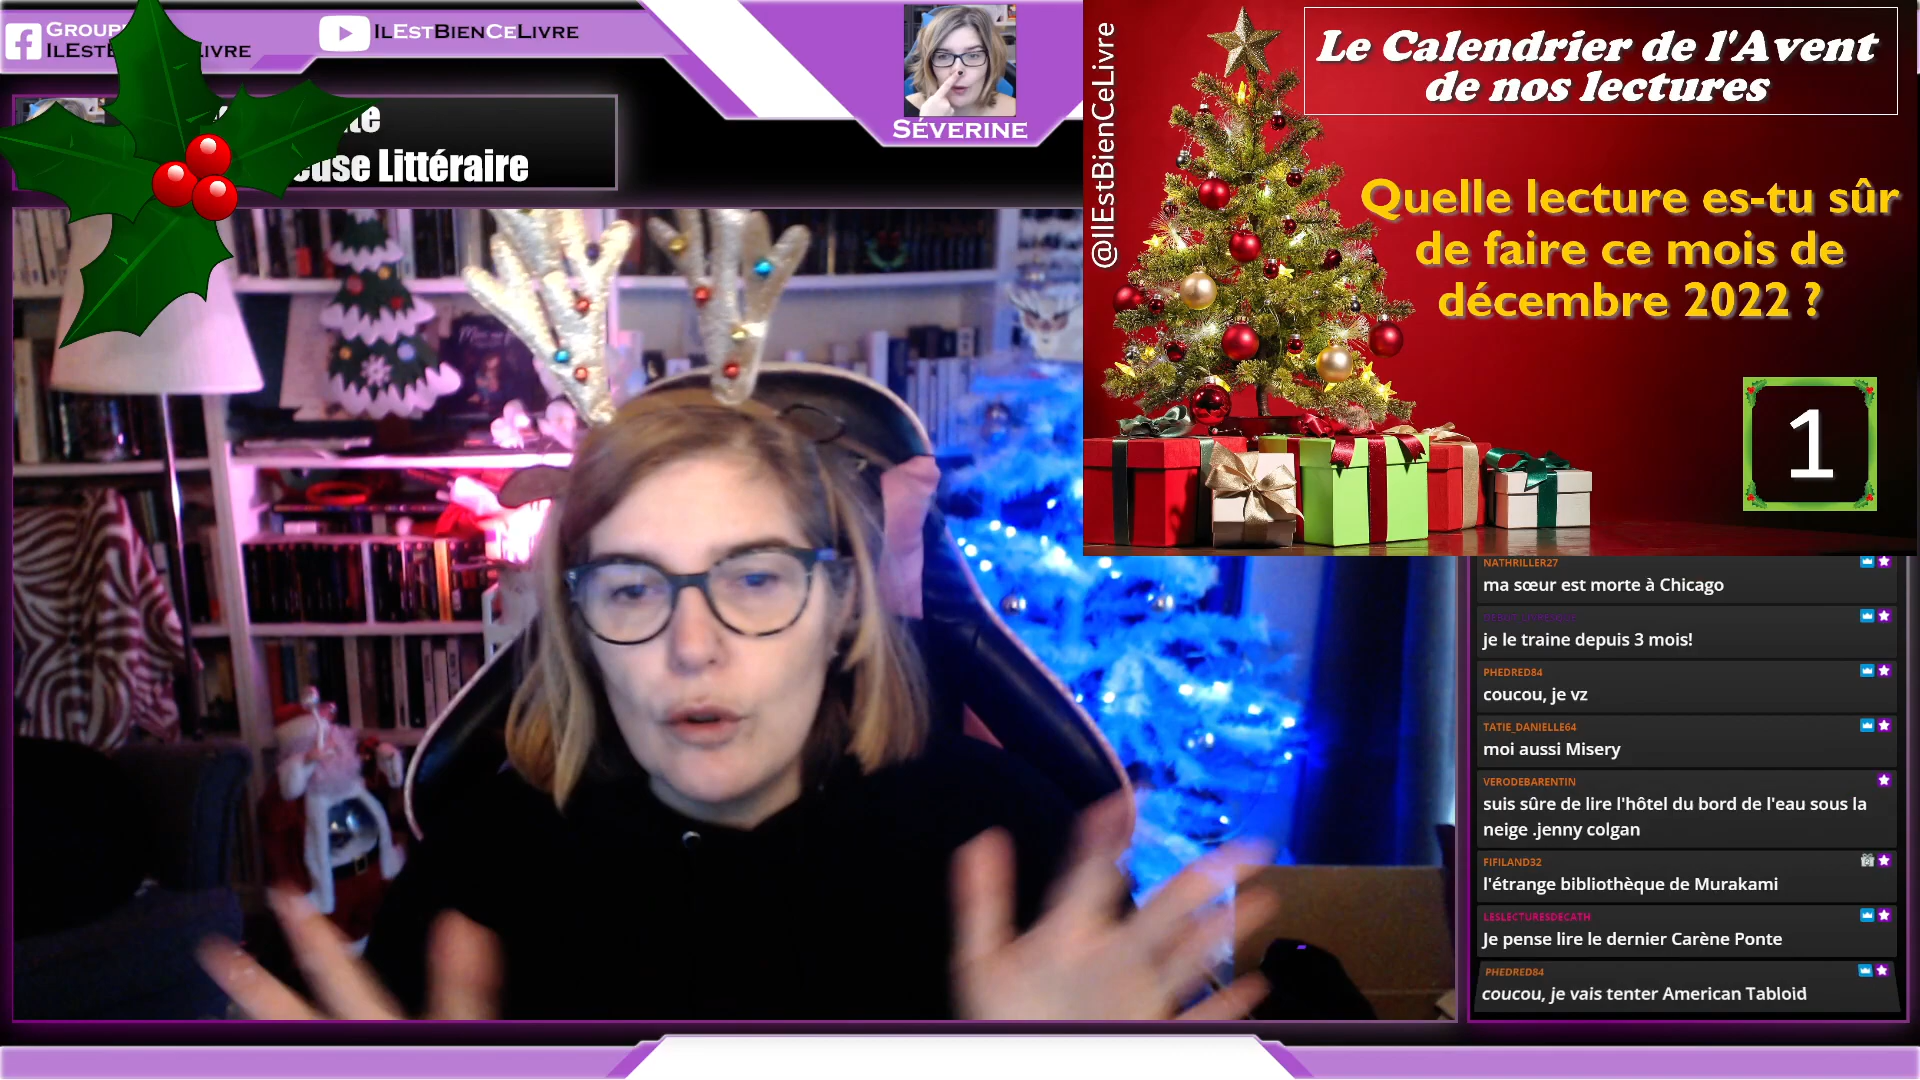 GROUP
ILEST
LIVRE
ILESTBIENCELIVRE
Littéraire
SÉVERINE
@IlEstBienCeLivre
Le Calendrier de l'Avent
de nos lectures
Quelle lecture es-tu sûr
de faire ce mois de
décembre 2022 ?
1
NATHRILLER27
ma sœur est morte à Chicago
je le traine depuis 3 mois!
PHEDRED84
coucou, je vz
TATIE_DANIELLE64
moi aussi Misery
VERODEBARENTIN
suis sûre de lire l'hôtel du bord de l'eau sous la
neige .jenny colgan
FIFILAND32
l'étrange bibliothèque de Murakami
LESLECTURESDECATH
Je pense lire le dernier Carène Ponte
PHEDRED84
coucou, je vais tenter American Tabloid